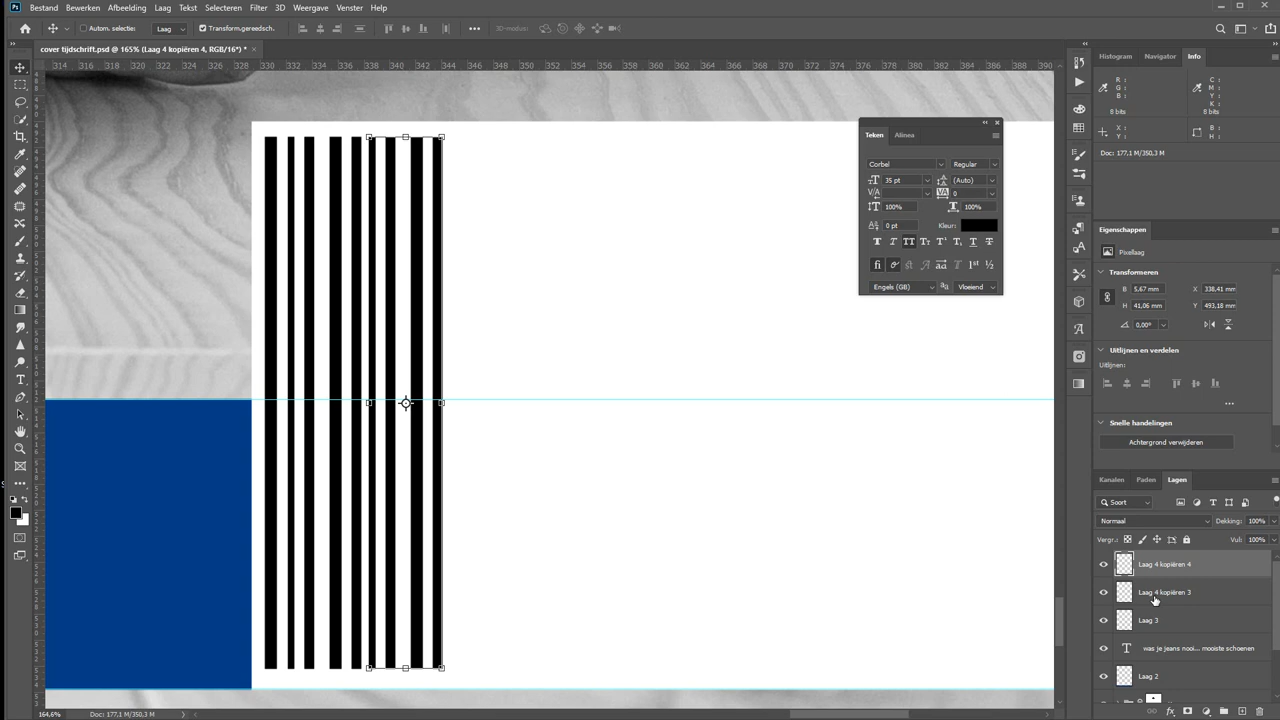 Bestand Bewerken Afbeelding Laag Tekst Selecteren Filter 3D Weergave Venster Help
Autom. selectie: Laag Transform.gereedsch. 3D-modus:
cover tijdschrift.psd @ 165% (Laag 4 kopiëren 4, RGB/16*) *
314 316 318 320 322 324 326 328 330 332 334 336 338 340 342 344 346 348 350 352 354 356 358 360 362 364 366 368 370 372 374 376 378 380 382 384 386 388 390
Teken Alinea
Corbel Regular
35 pt (Auto)
0
100% 100%
0 pt Kleur:
Engels (GB) Vloeiend
Histogram Navigator Info
R : C :
G : M :
B : Y :
K :
8 bits 8 bits
X : B :
Y : H :
Doc: 177,1 M/350,3 M
Eigenschappen
Pixellaag
Transformeren
B 5,67 mm X 338,41 mm
H 41,06 mm Y 493,18 mm
0,00°
Uitlijnen en verdelen
Uitlijnen:
Snelle handelingen
Achtergrond verwijderen
Kanalen Paden Lagen
Soort
Normaal Dekking: 100%
Vergr.: Vul: 100%
Laag 4 kopiëren 4
Laag 4 kopiëren 3
Laag 3
was je jeans nooi... mooiste schoenen
Laag 2
164,6% Doc: 177,1 M/350,3 M